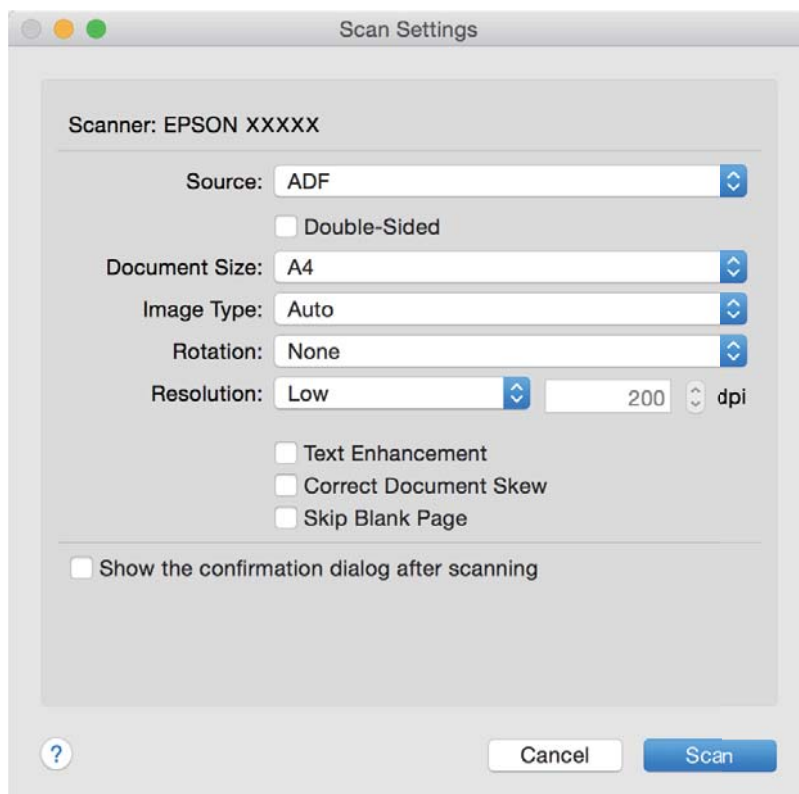 Scan Settings
Scanner: EPSON XXXXX
Source: ADF
Double-Sided
Document Size: A4
Image Type: Auto
Rotation: None
Resolution: Low 200 dpi
Text Enhancement
Correct Document Skew
Skip Blank Page
Show the confirmation dialog after scanning
? Cancel Scan